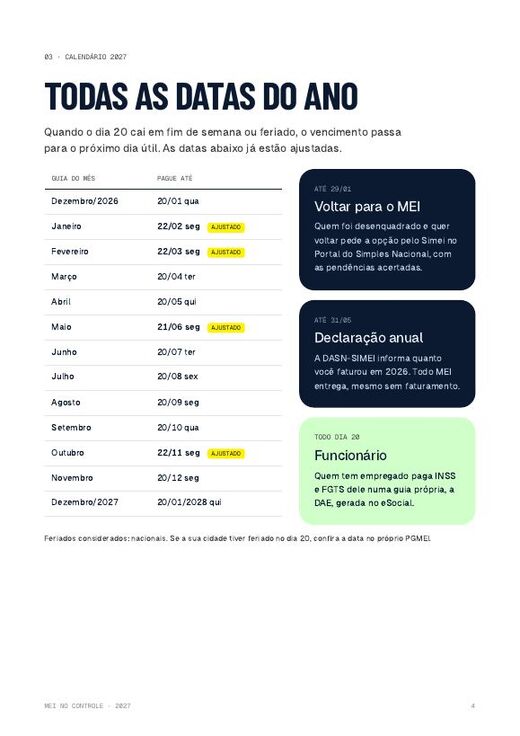 03 · CALENDÁRIO 2027
TODAS AS DATAS DO ANO
Quando o dia 20 cai em fim de semana ou feriado, o vencimento passa
para o próximo dia útil. As datas abaixo já estão ajustadas.
GUIA DO MÊS PAGUE ATÉ
Dezembro/2026 20/01 qua
Janeiro 22/02 seg AJUSTADO
Fevereiro 22/03 seg AJUSTADO
Março 20/04 ter
Abril 20/05 qui
Maio 21/06 seg AJUSTADO
Junho 20/07 ter
Julho 20/08 sex
Agosto 20/09 seg
Setembro 20/10 qua
Outubro 22/11 seg AJUSTADO
Novembro 20/12 seg
Dezembro/2027 20/01/2028 qui
ATÉ 29/01
Voltar para o MEI
Quem foi desenquadrado e quer
voltar pede a opção pelo Simei no
Portal do Simples Nacional, com
as pendências acertadas.
ATÉ 31/05
Declaração anual
A DASN-SIMEI informa quanto
você faturou em 2026. Todo MEI
entrega, mesmo sem faturamento.
TODO DIA 20
Funcionário
Quem tem empregado paga INSS
e FGTS dele numa guia própria, a
DAE, gerada no eSocial.
Feriados considerados: nacionais. Se a sua cidade tiver feriado no dia 20, confira a data no próprio PGMEI.
MEI NO CONTROLE · 2027
4